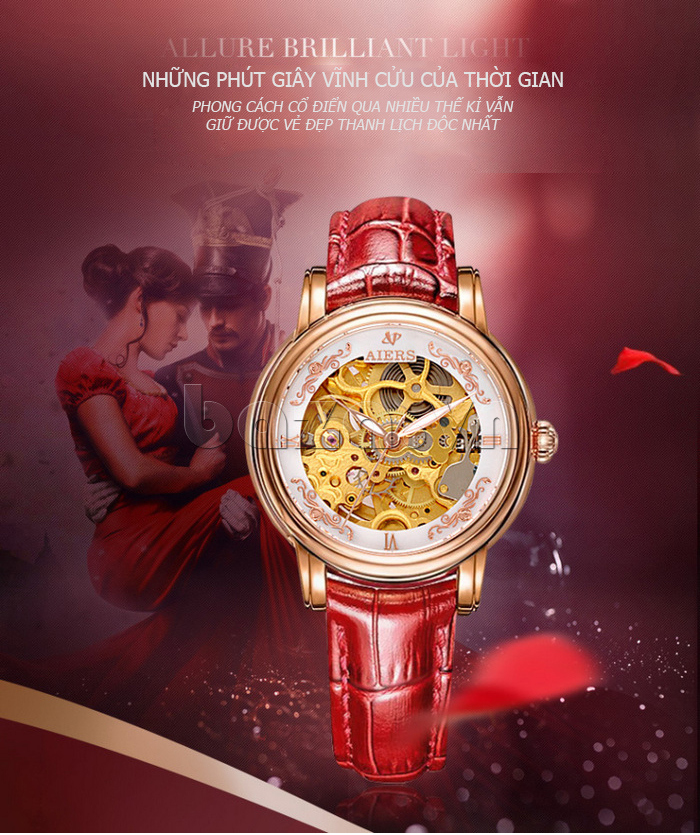 ALLURE BRILLIANT LIGHT
NHỮNG PHÚT GIÂY VĨNH CỬU CỦA THỜI GIAN
PHONG CÁCH CỔ ĐIỂN QUA NHIỀU THẾ KỈ VẪN
GIỮ ĐƯỢC VẺ ĐẸP THANH LỊCH ĐỘC NHẤT
AIERS